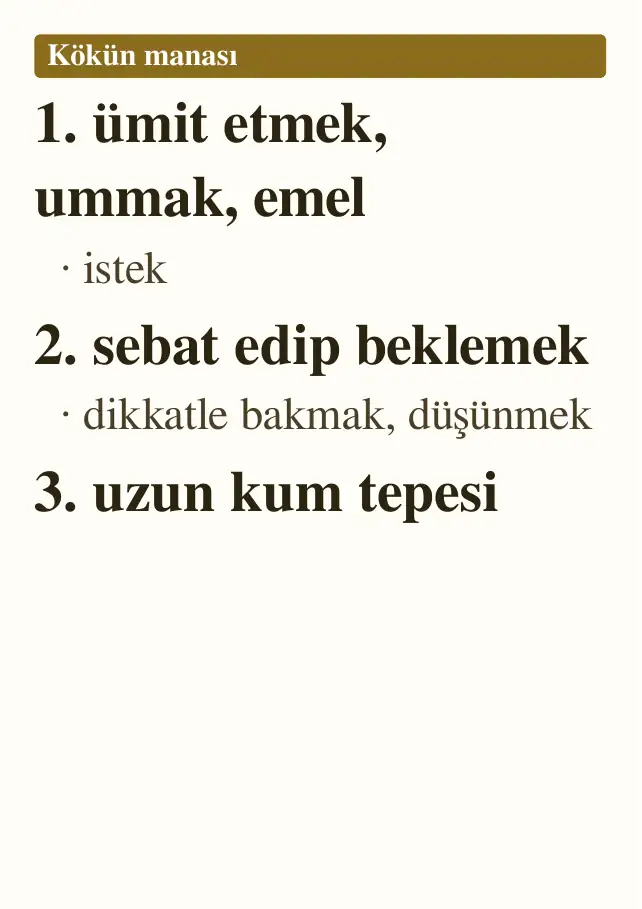 Kökün manası
1. ümit etmek,
ummak, emel
· istek
2. sebat edip beklemek
· dikkatle bakmak, düşünmek
3. uzun kum tepesi